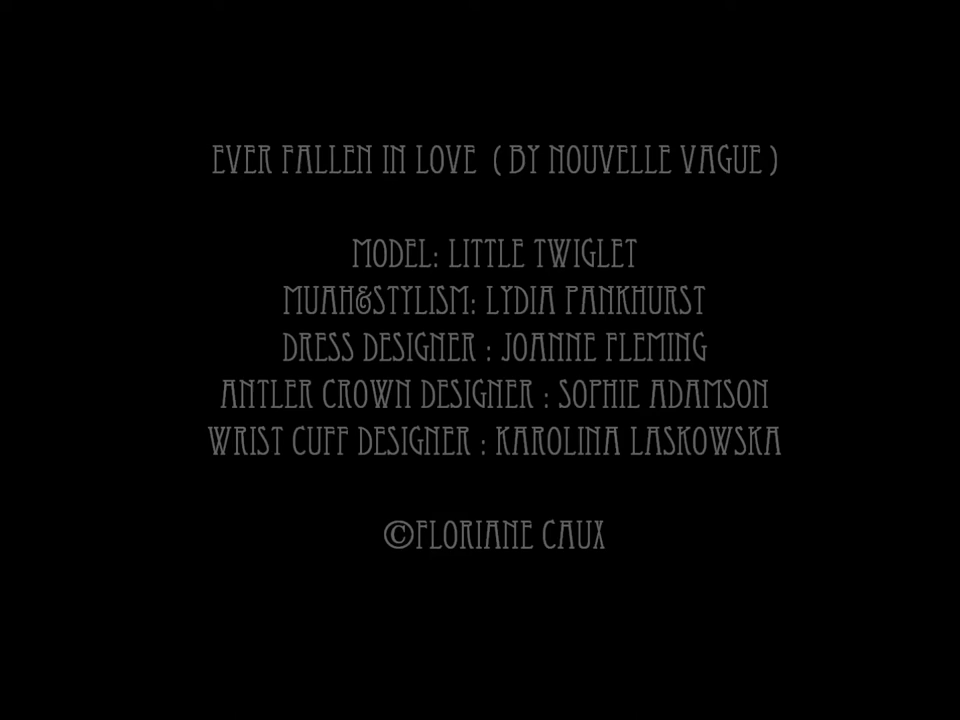 EVER FALLEN IN LOVE ( BY NOUVELLE VAGUE )
MODEL: LITTLE TWIGLET
MUAH&STYLISM: LYDIA PANKHURST
DRESS DESIGNER : JOANNE FLEMING
ANTLER CROWN DESIGNER : SOPHIE ADAMSON
WRIST CUFF DESIGNER : KAROLINA LASKOWSKA
©FLORIANE CAUX